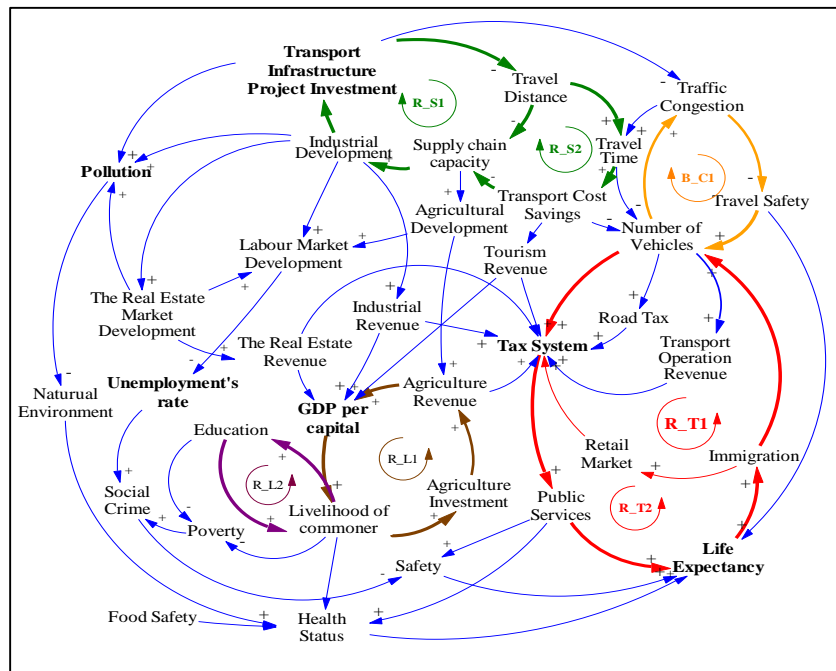 Transport
Infrastructure
Project Investment
R_S1
Travel
Distance
Traffic
Congestion
Industrial
Development
Supply chain
capacity
R_S2
Travel
Time
B_C1
Pollution
Transport Cost
Savings
Travel Safety
Agricultural
Development
Labour Market
Development
Tourism
Revenue
Number of
Vehicles
The Real Estate
Market
Development
Industrial
Revenue
Road Tax
The Real Estate
Revenue
Tax System
Transport
Operation
Revenue
Naturual
Environment
Unemployment's
rate
Agriculture
Revenue
GDP per
capital
R_T1
Education
Retail
Market
Immigration
R_L1
R_L2
Social
Crime
Agriculture
Investment
Public
Services
R_T2
Poverty
Livelihood of
commoner
Life
Expectancy
Safety
Food Safety
Health
Status